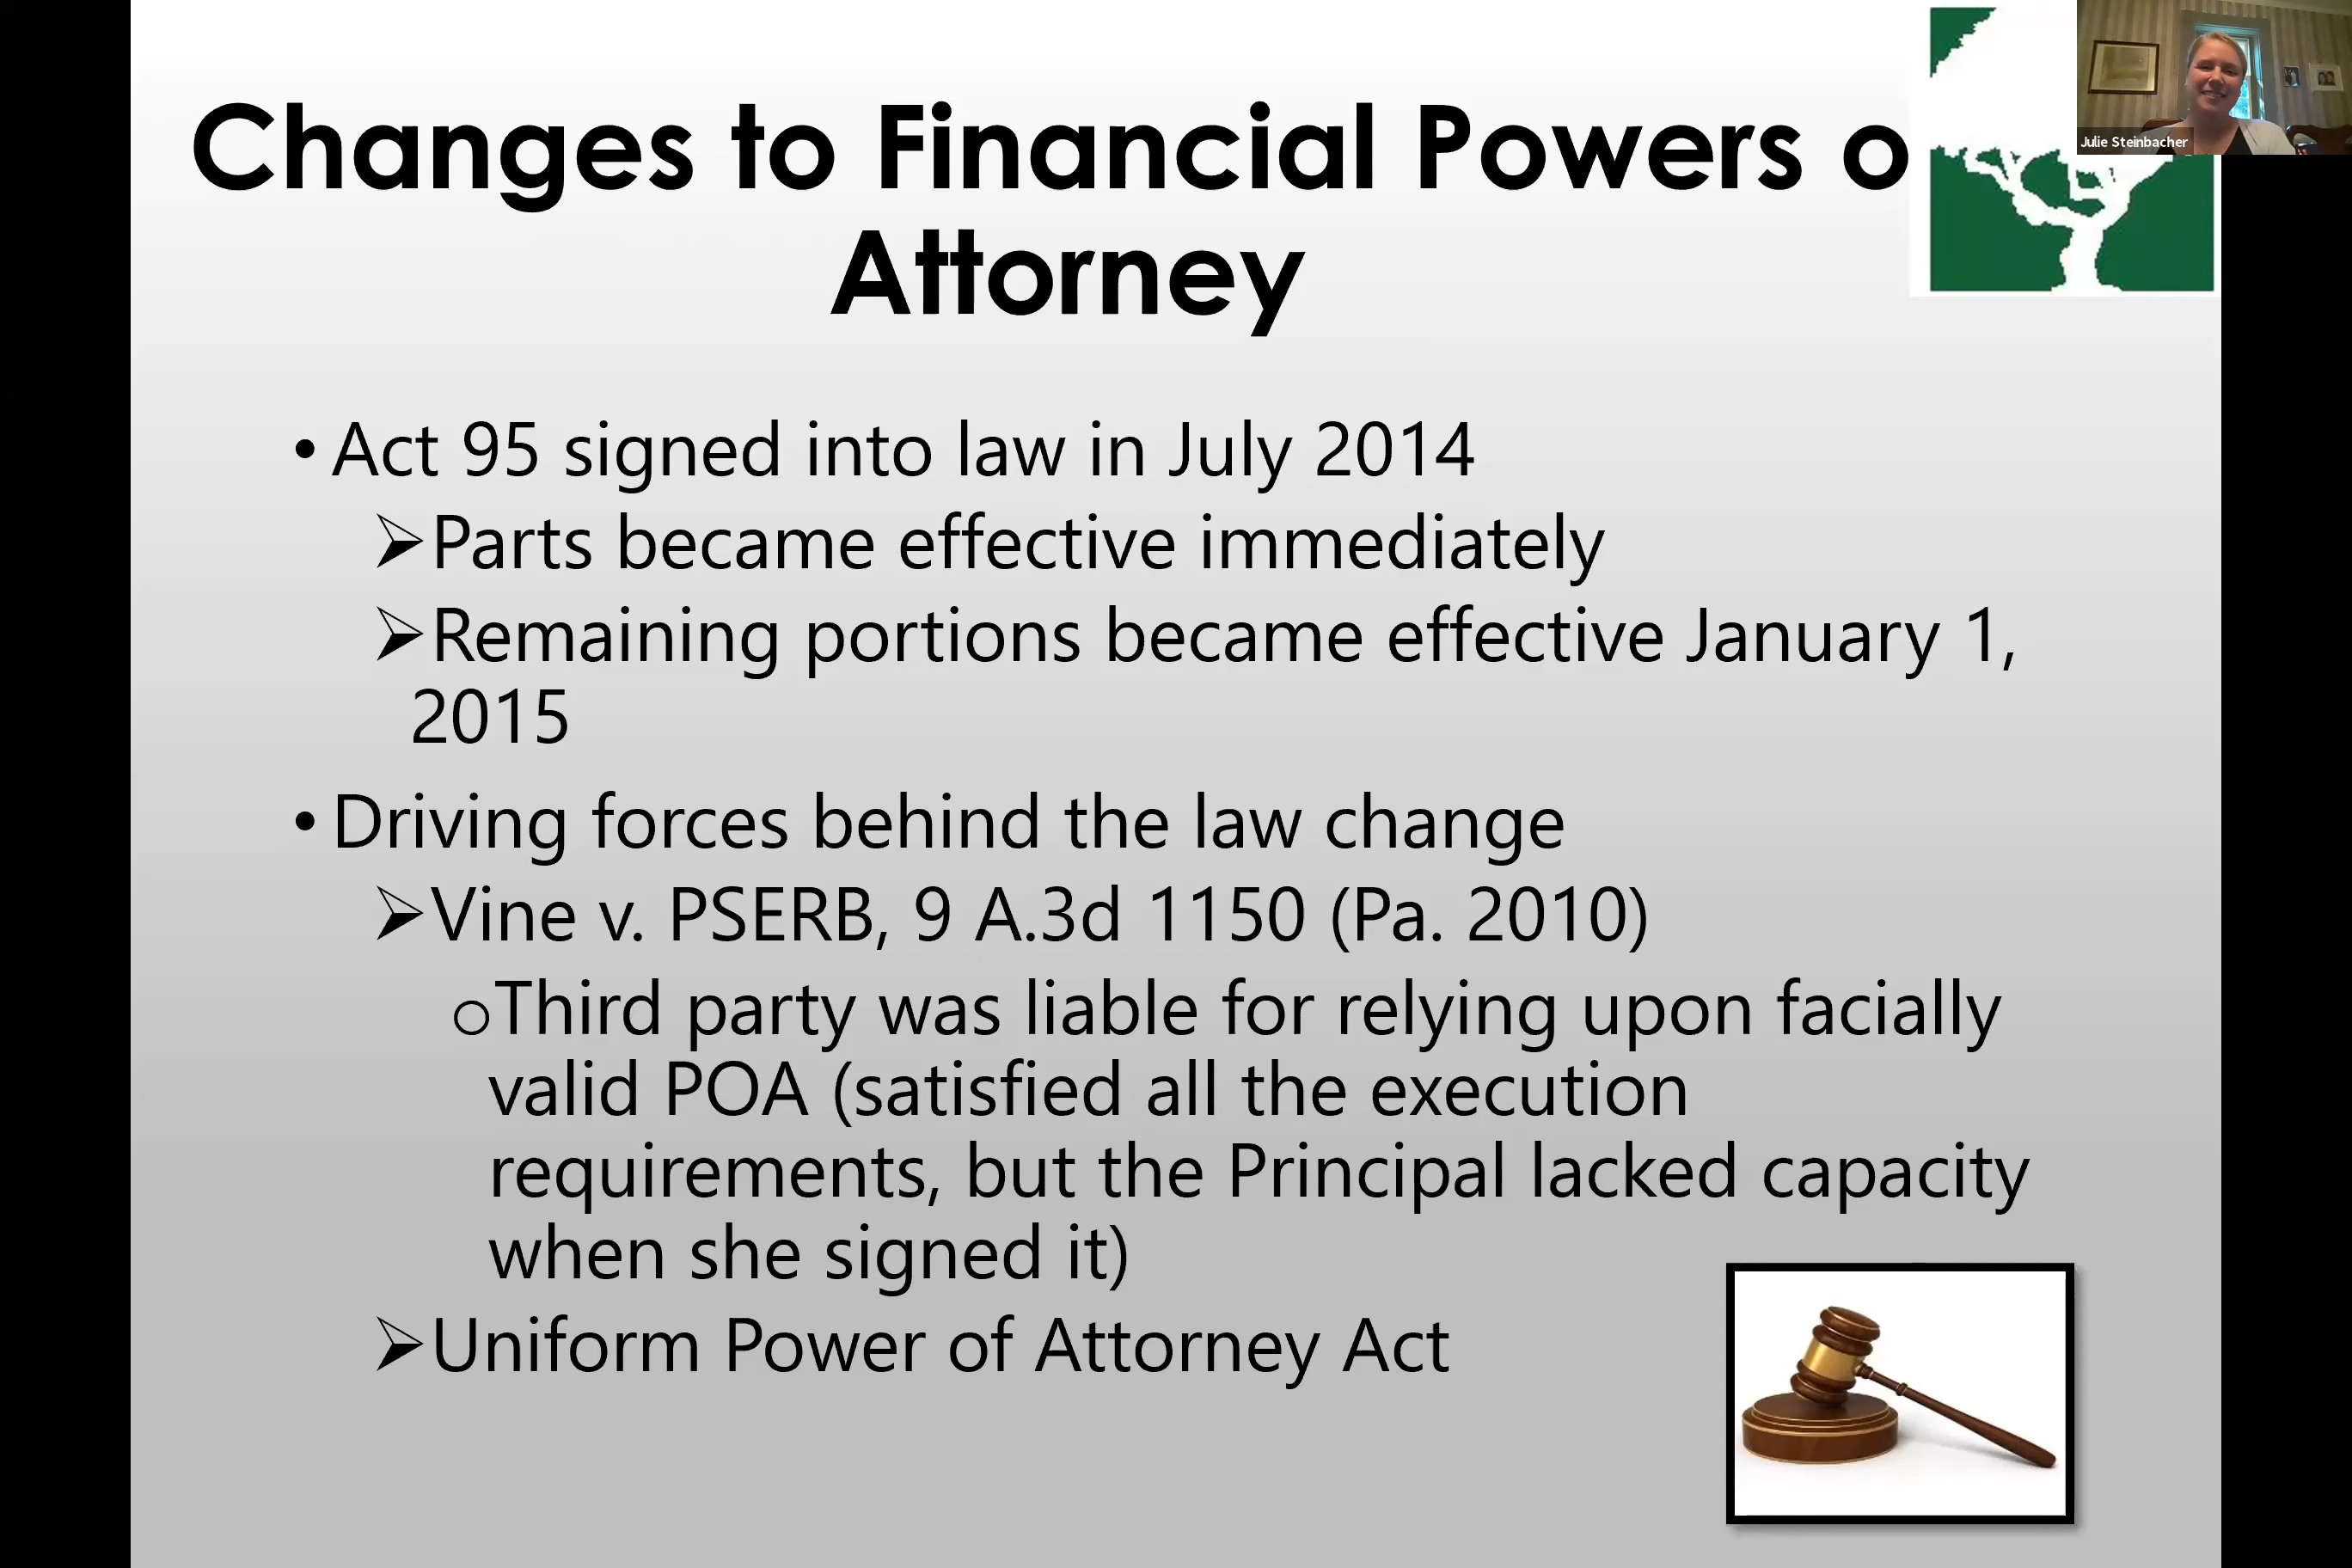 Changes to Financial Powers o
Attorney
Julie Steinbacher
• Act 95 signed into law in July 2014
➢Parts became effective immediately
➢Remaining portions became effective January 1,
2015
• Driving forces behind the law change
➢Vine v. PSERB, 9 A.3d 1150 (Pa. 2010)
oThird party was liable for relying upon facially
valid POA (satisfied all the execution
requirements, but the Principal lacked capacity
when she signed it)
➢Uniform Power of Attorney Act